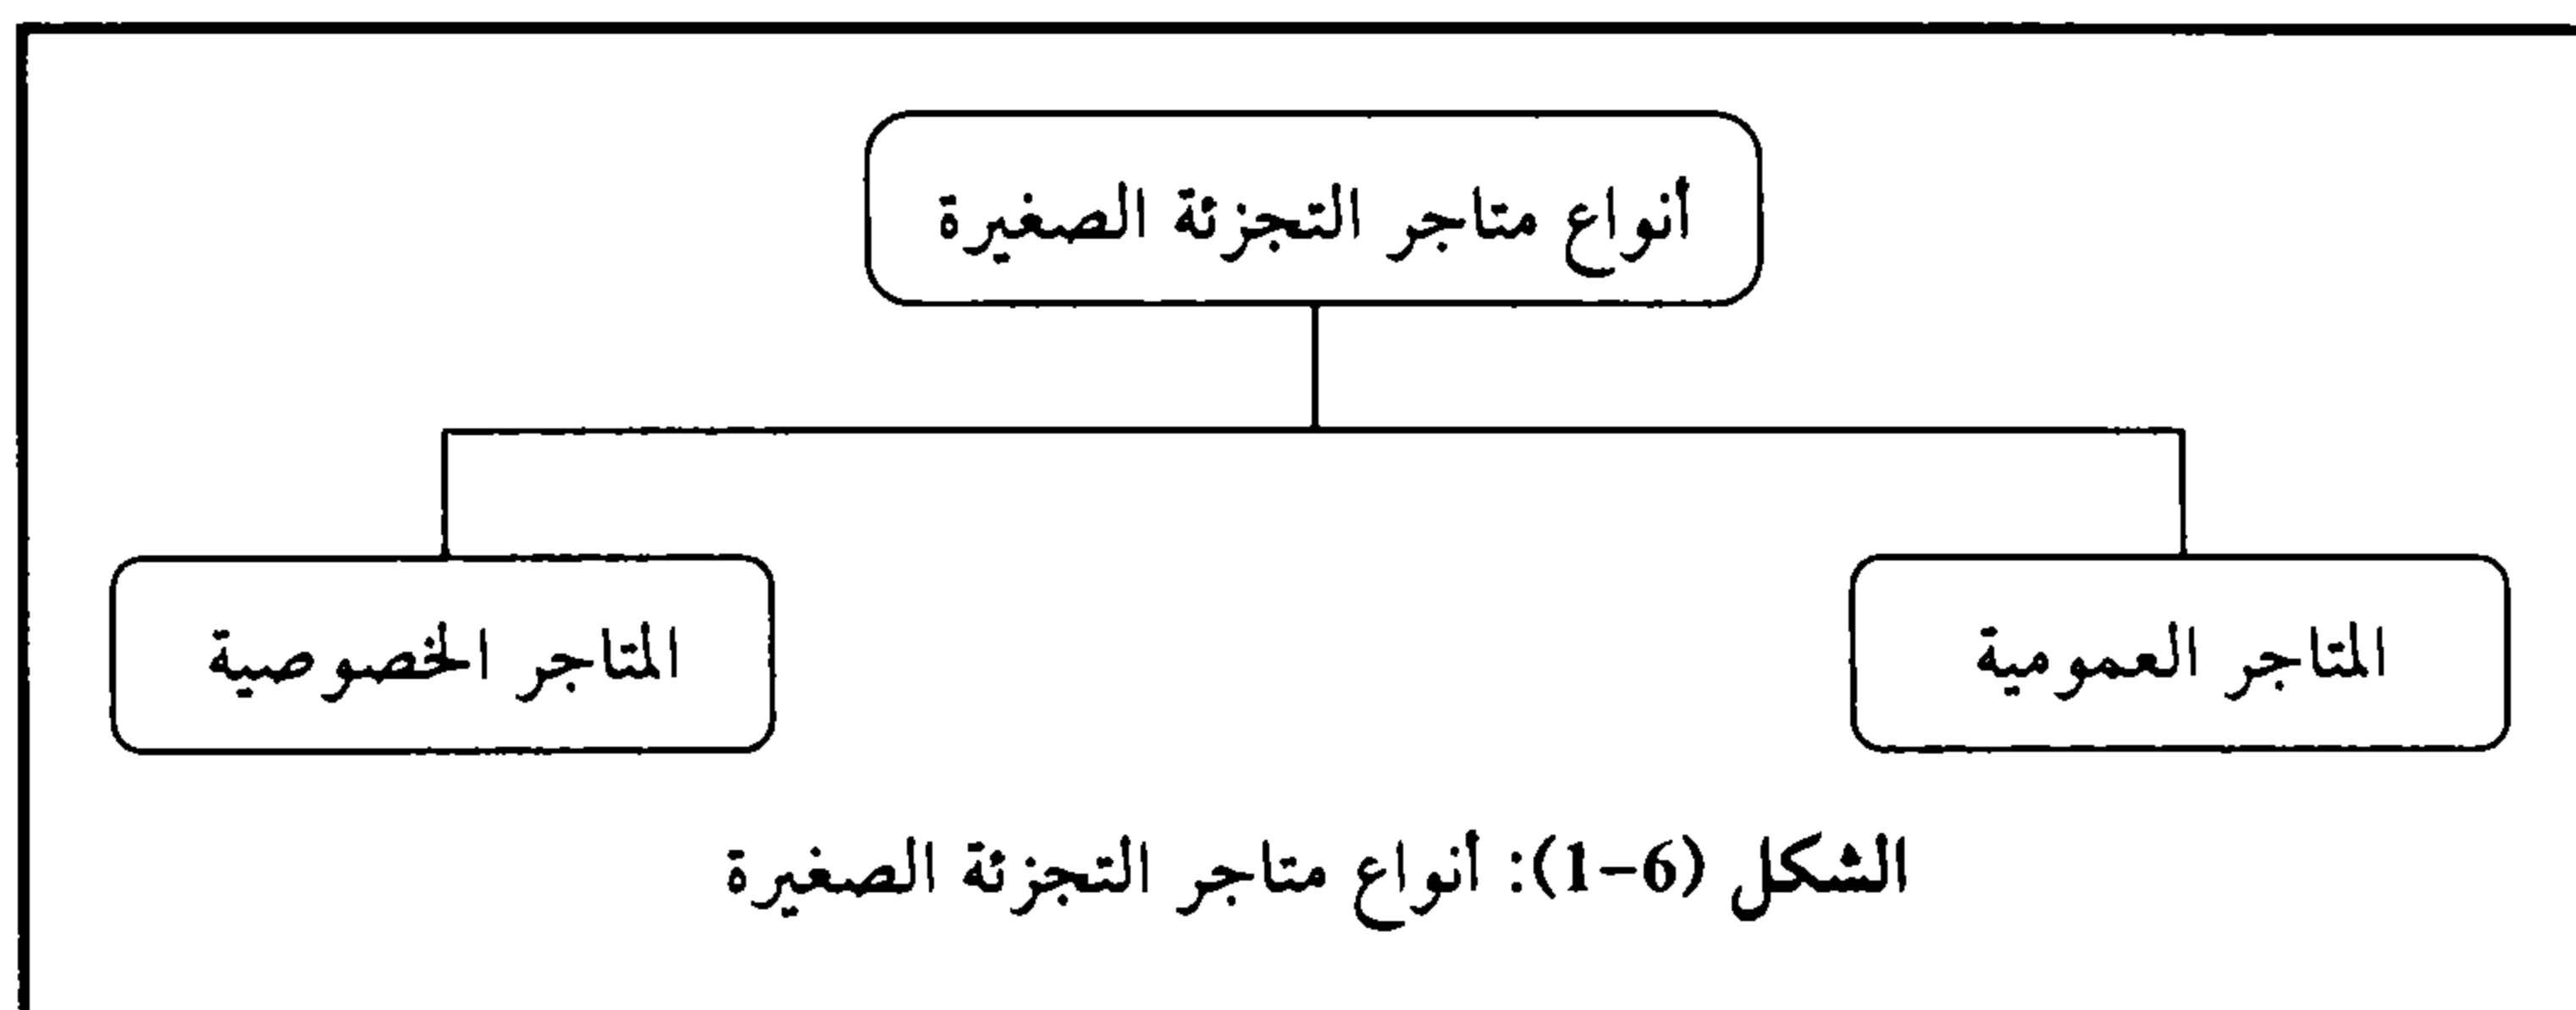 أنواع متاجر التجزئة الصغيرة
المتاجر العمومية
المتاجر الخصوصية
الشكل (6-1): أنواع متاجر التجزئة الصغيرة